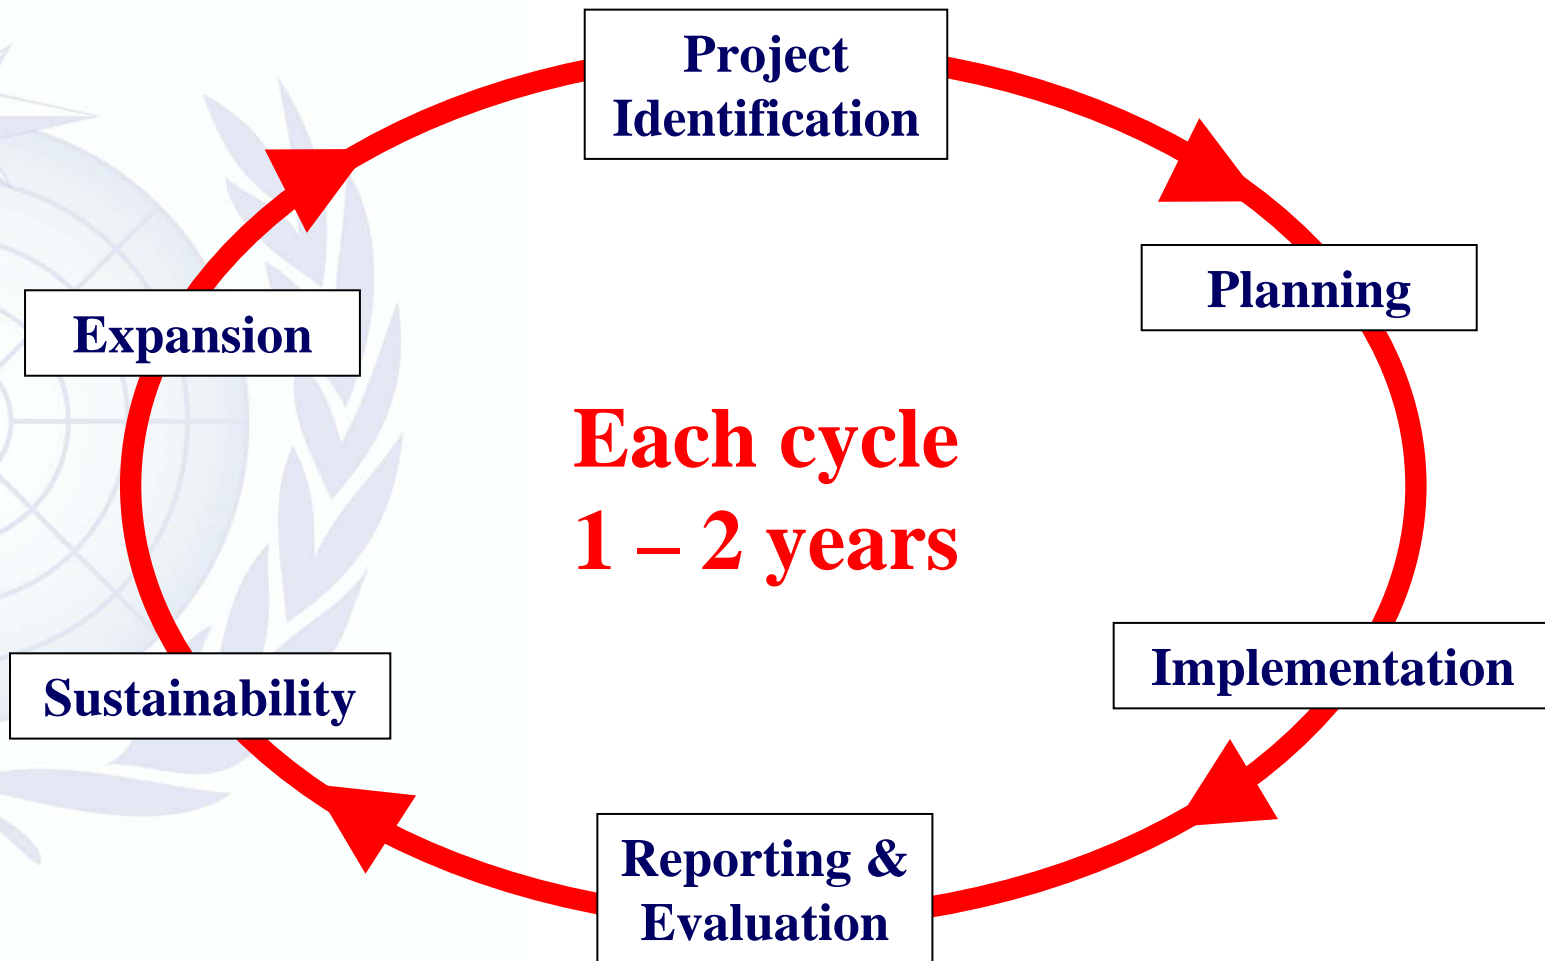 Project
Identification
Planning
Expansion
Each cycle
1 – 2 years
Implementation
Sustainability
Reporting &
Evaluation